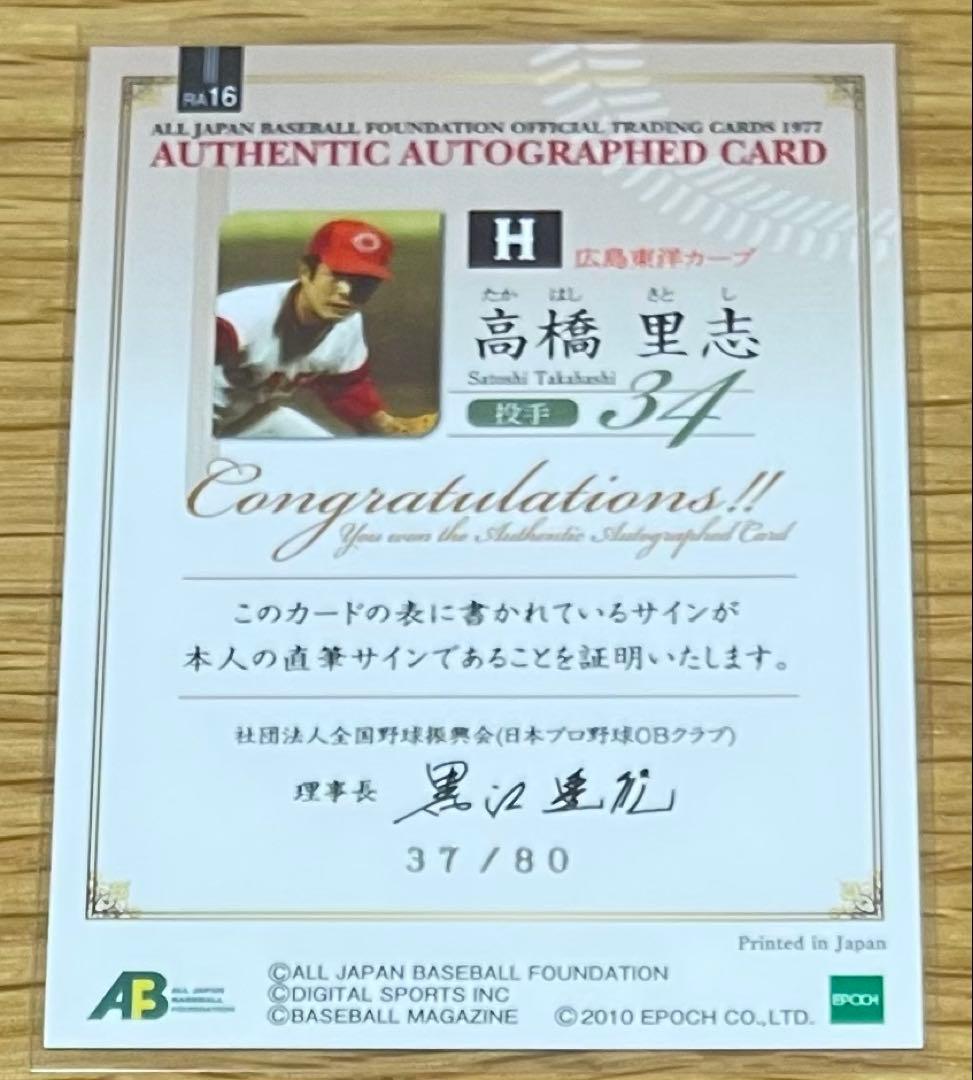 RA16
ALL JAPAN BASEBALL FOUNDATION OFFICIAL TRADING CARDS 1977
AUTHENTIC AUTOGRAPHED CARD
H 広島東洋カープ
たか はし さと し
高橋 里志
Satoshi Takahashi
投手 34
Congratulations!!
You won the Authentic Autographed Card
このカードの表に書かれているサインが
本人の直筆サインであることを証明いたします。
社団法人全国野球振興会(日本プロ野球OBクラブ)
理事長 黒江透修
37/80
Printed in Japan
AB ALL JAPAN BASEBALL FOUNDATION
©ALL JAPAN BASEBALL FOUNDATION
©DIGITAL SPORTS INC
©BASEBALL MAGAZINE ©2010 EPOCH CO.,LTD.
EPOCH